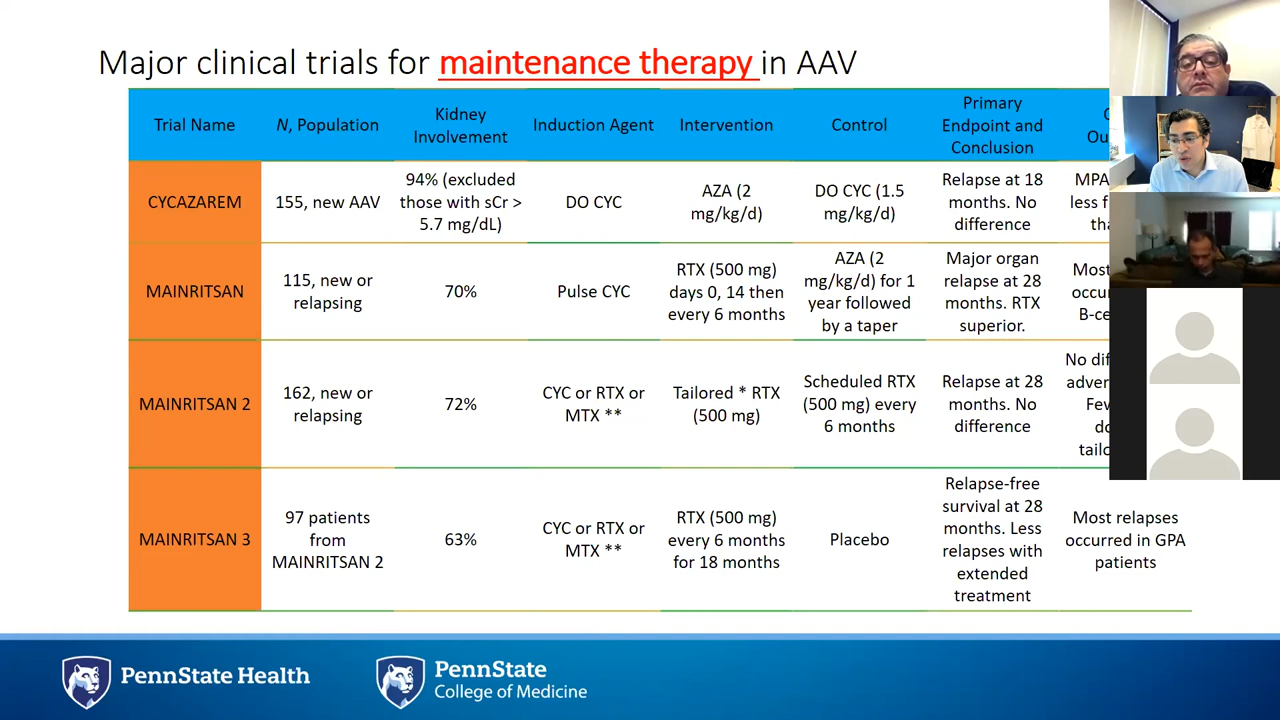 Major clinical trials for maintenance therapy in AAV
Trial Name
N, Population
Kidney
Involvement
Induction Agent
Intervention
Control
Primary
Endpoint and
Conclusion
CYCAZAREM
155, new AAV
94% (excluded
those with sCr >
5.7 mg/dL)
DO CYC
AZA (2
mg/kg/d)
DO CYC (1.5
mg/kg/d)
Relapse at 18
months. No
difference
MPA
less
MAINRITSAN
115, new or
relapsing
70%
Pulse CYC
RTX (500 mg)
days 0, 14 then
every 6 months
AZA (2
mg/kg/d) for 1
year followed
by a taper
Major organ
relapse at 28
months. RTX
superior.
Most
MAINRITSAN 2
162, new or
relapsing
72%
CYC or RTX or
MTX **
Tailored * RTX
(500 mg)
Scheduled RTX
(500 mg) every
6 months
Relapse at 28
months. No
difference
No
MAINRITSAN 3
97 patients
from
MAINRITSAN 2
63%
CYC or RTX or
MTX **
RTX (500 mg)
every 6 months
for 18 months
Placebo
Relapse-free
survival at 28
months. Less
relapses with
extended
treatment
Most relapses
occurred in GPA
patients
PennState Health
PennState
College of Medicine